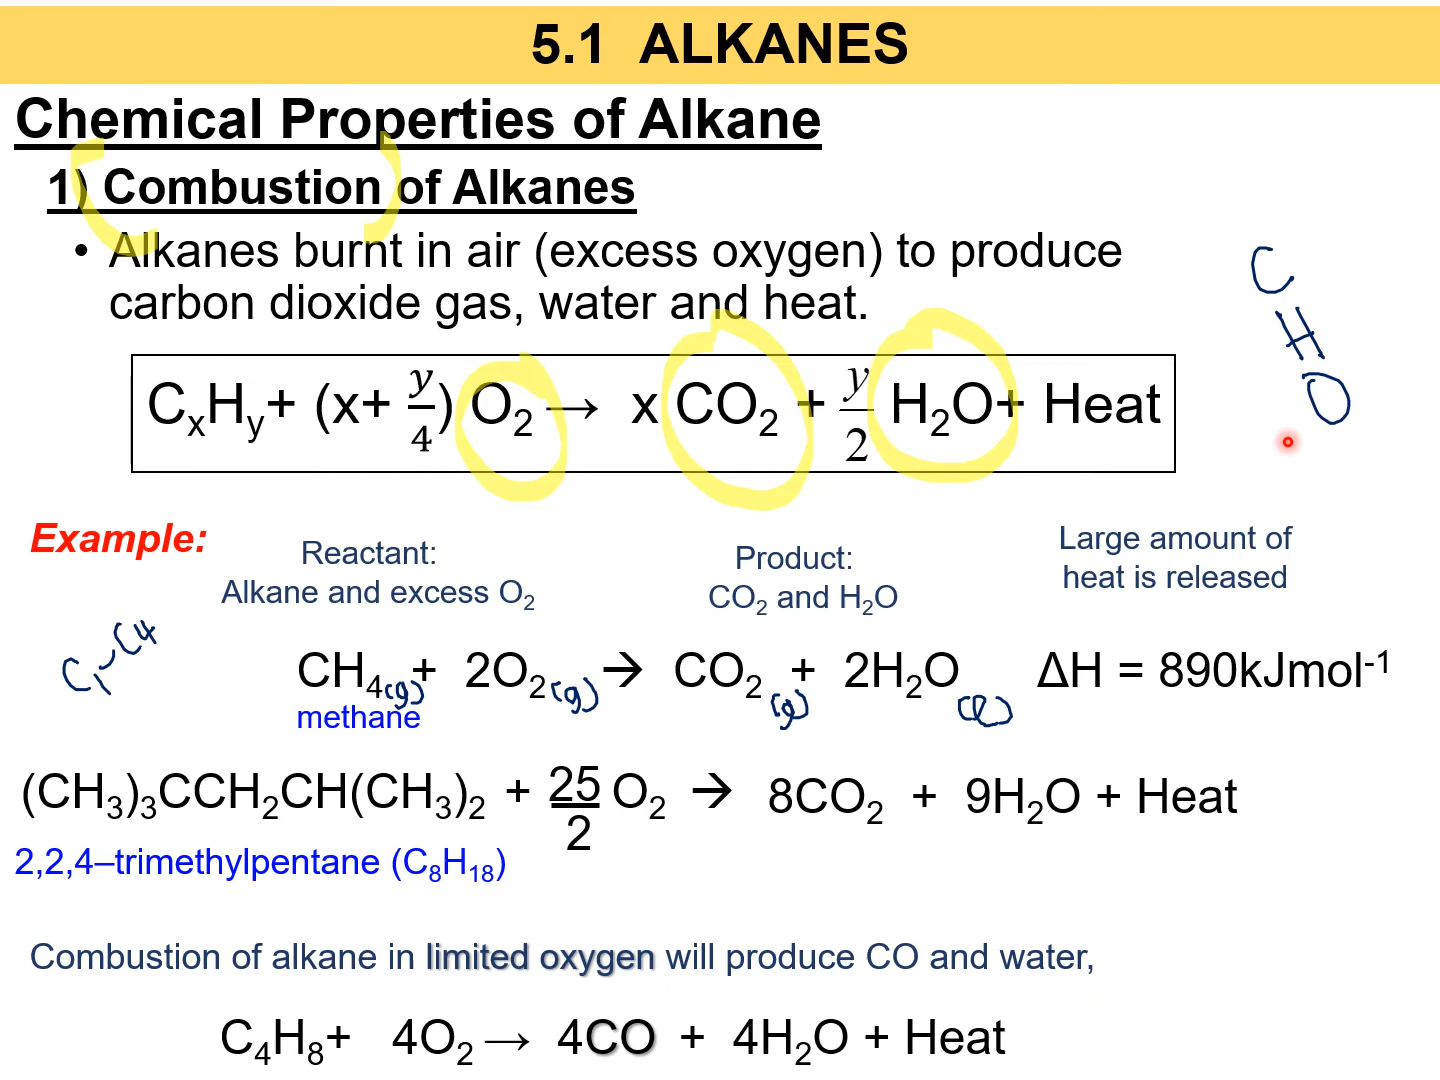 5.1 ALKANES
Chemical Properties of Alkane
1) Combustion of Alkanes
• Alkanes burnt in air (excess oxygen) to produce
carbon dioxide gas, water and heat.
C
H
O
CₓHᵧ+ (x+ y/4) O₂ → x CO₂ + y/2 H₂O+ Heat
Example:
Reactant:
Alkane and excess O₂
Product:
CO₂ and H₂O
Large amount of
heat is released
C₁-C4
CH₄(g)+ 2O₂(g) → CO₂(g) + 2H₂O(l) ΔH = 890kJmol⁻¹
methane
(CH₃)₃CCH₂CH(CH₃)₂ + 25/2 O₂ → 8CO₂ + 9H₂O + Heat
2,2,4–trimethylpentane (C₈H₁₈)
Combustion of alkane in limited oxygen will produce CO and water,
C₄H₈+ 4O₂ → 4CO + 4H₂O + Heat